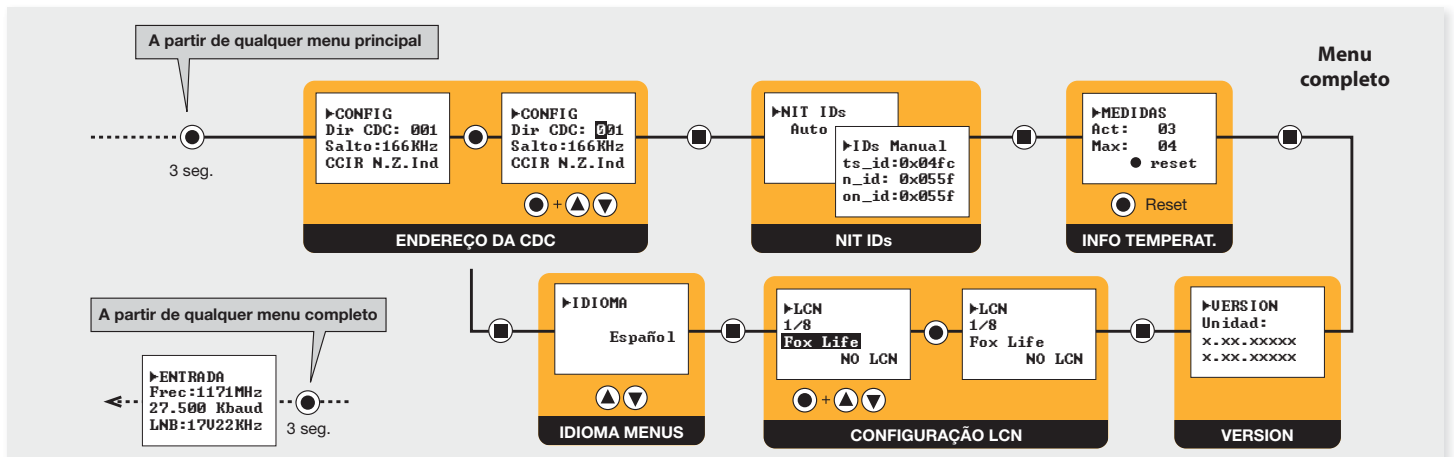 A partir de qualquer menu principal
Menu
completo
3 seg.
▶CONFIG
Dir CDC: 001
Salto:166KHz
CCIR N.Z.Ind
▶CONFIG
Dir CDC: 001
Salto:166KHz
CCIR N.Z.Ind
+
ENDEREÇO DA CDC
▶NIT IDs
Auto
▶IDs Manual
ts_id:0x04fc
n_id: 0x055f
on_id:0x055f
NIT IDs
▶MEDIDAS
Act: 03
Max: 04
● reset
Reset
INFO TEMPERAT.
A partir de qualquer menu completo
▶ENTRADA
Frec:1171MHz
27.500 Kbaud
LNB:17V22KHz
3 seg.
▶IDIOMA
Español
IDIOMA MENUS
▶LCN
1/8
Fox Life
NO LCN
+
▶LCN
1/8
Fox Life
NO LCN
CONFIGURAÇÃO LCN
▶VERSION
Unidad:
x.xx.xxxxx
x.xx.xxxxx
VERSION